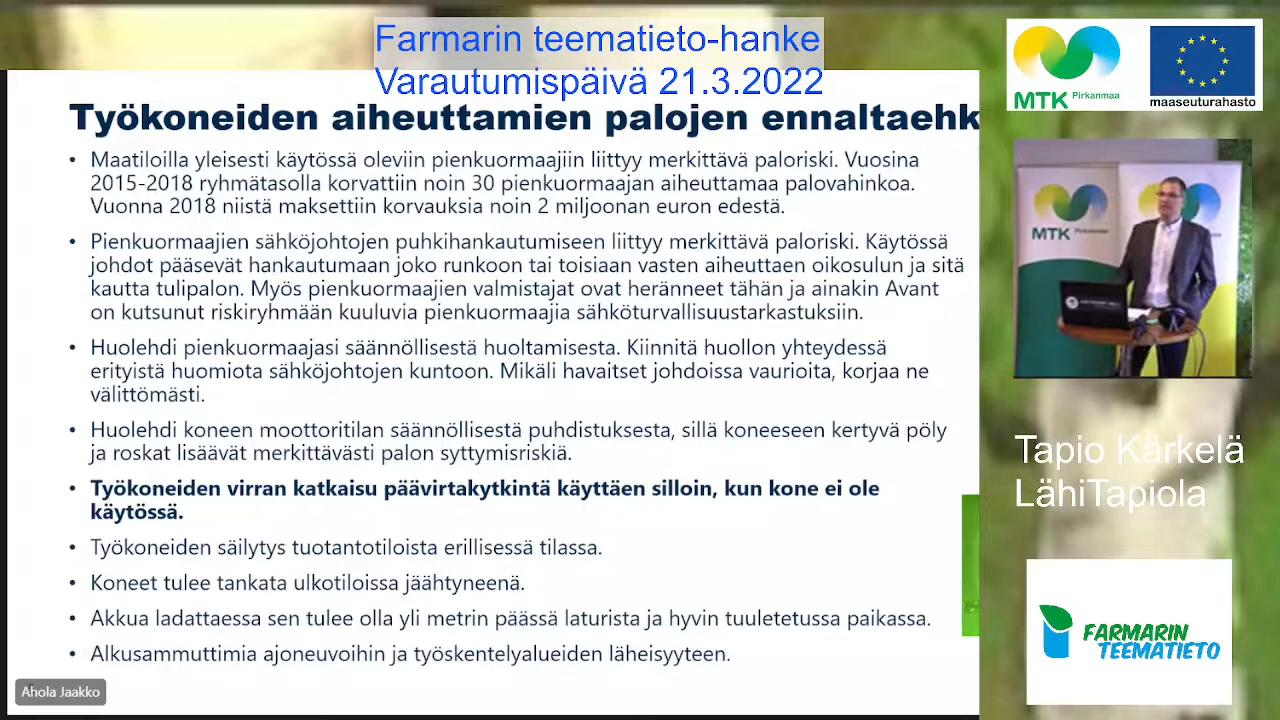 Farmarin teematieto-hanke
Varautumispäivä 21.3.2022
Työkoneiden aiheuttamien palojen ennaltaehk
• Maatiloilla yleisesti käytössä oleviin pienkuormaajiin liittyy merkittävä paloriski. Vuosina
2015-2018 ryhmätasolla korvattiin noin 30 pienkuormaajan aiheuttamaa palovahinkoa.
Vuonna 2018 niistä maksettiin korvauksia noin 2 miljoonan euron edestä.
• Pienkuormaajien sähköjohtojen puhkihankautumiseen liittyy merkittävä paloriski. Käytössä
johdot pääsevät hankautumaan joko runkoon tai toisiaan vasten aiheuttaen oikosulun ja sitä
kautta tulipalon. Myös pienkuormaajien valmistajat ovat heränneet tähän ja ainakin Avant
on kutsunut riskiryhmään kuuluvia pienkuormaajia sähköturvallisuustarkastuksiin.
• Huolehdi pienkuormaajasi säännöllisestä huoltamisesta. Kiinnitä huollon yhteydessä
erityistä huomiota sähköjohtojen kuntoon. Mikäli havaitset johdoissa vaurioita, korjaa ne
välittömästi.
• Huolehdi koneen moottoritilan säännöllisestä puhdistuksesta, sillä koneeseen kertyvä pöly
ja roskat lisäävät merkittävästi palon syttymisriskiä.
• Työkoneiden virran katkaisu päävirtakytkintä käyttäen silloin, kun kone ei ole
käytössä.
• Työkoneiden säilytys tuotantotiloista erillisessä tilassa.
• Koneet tulee tankata ulkotiloissa jäähtyneenä.
• Akkua ladattaessa sen tulee olla yli metrin päässä laturista ja hyvin tuuletetussa paikassa.
• Alkusammuttimia ajoneuvoihin ja työskentelyalueiden läheisyyteen.
Ahola Jaakko
MTK Pirkanmaa
maaseuturahasto
MTK Pirkanmaa
Tapio Kärkelä
LähiTapiola
FARMARIN
TEEMATIETO